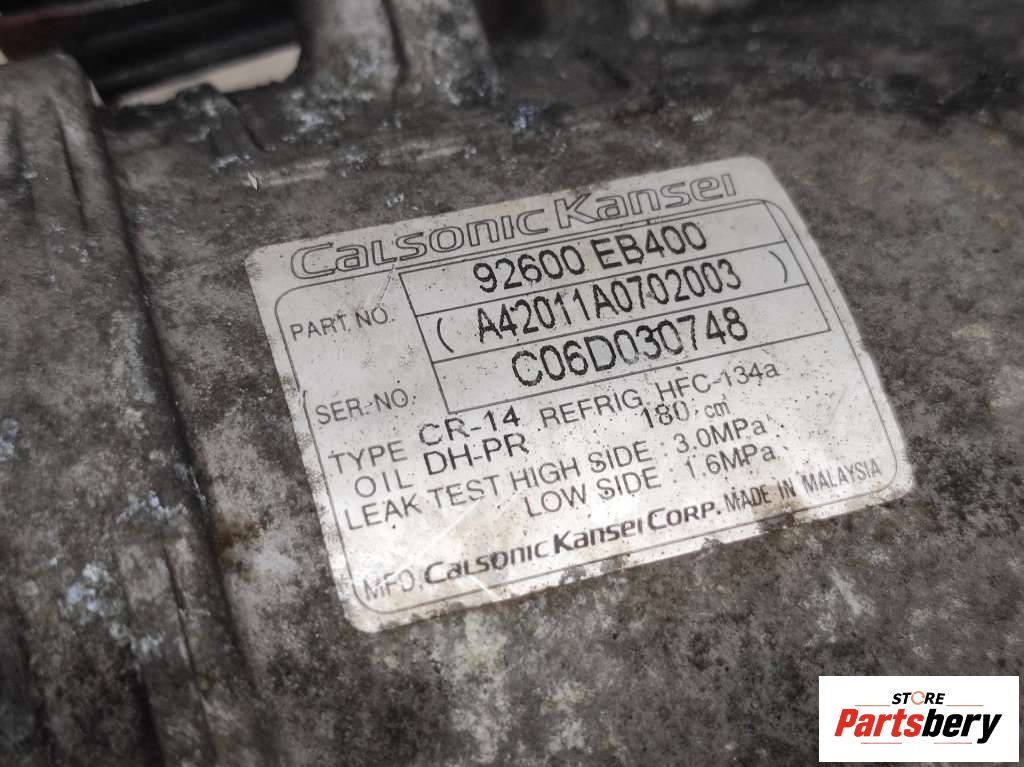 Calsonic Kansei
PART. NO. 92600 EB400
( A42011A0702003 )
SER.-NO. C06D030748
TYPE CR-14 REFRIG. HFC-134a
OIL DH-PR 180 cm³
LEAK TEST HIGH SIDE : 3.0MPa
LOW SIDE : 1.6MPa
MFD. Calsonic Kansei Corp. MADE IN MALAYSIA
STORE
Partsbery